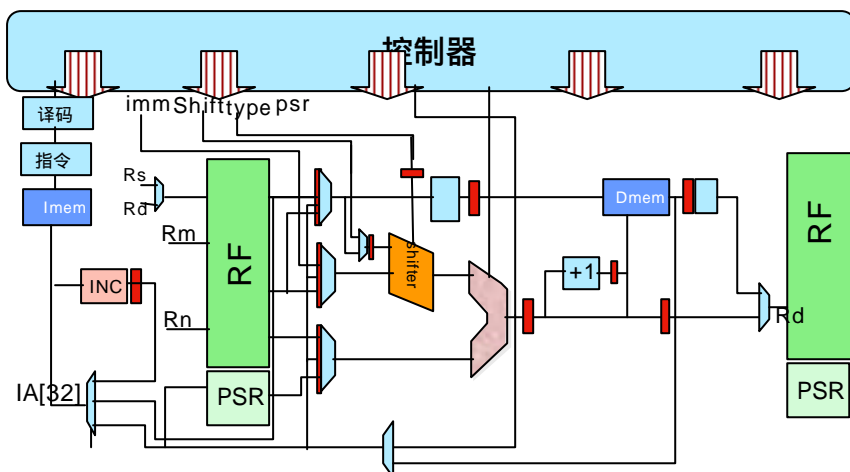 控制器
译码
imm Shift type psr
指令
Rs
Imem
Rd
Rm
RF
shifter
Dmem
RF
INC
+1
Rn
Rd
IA[32]
PSR
PSR